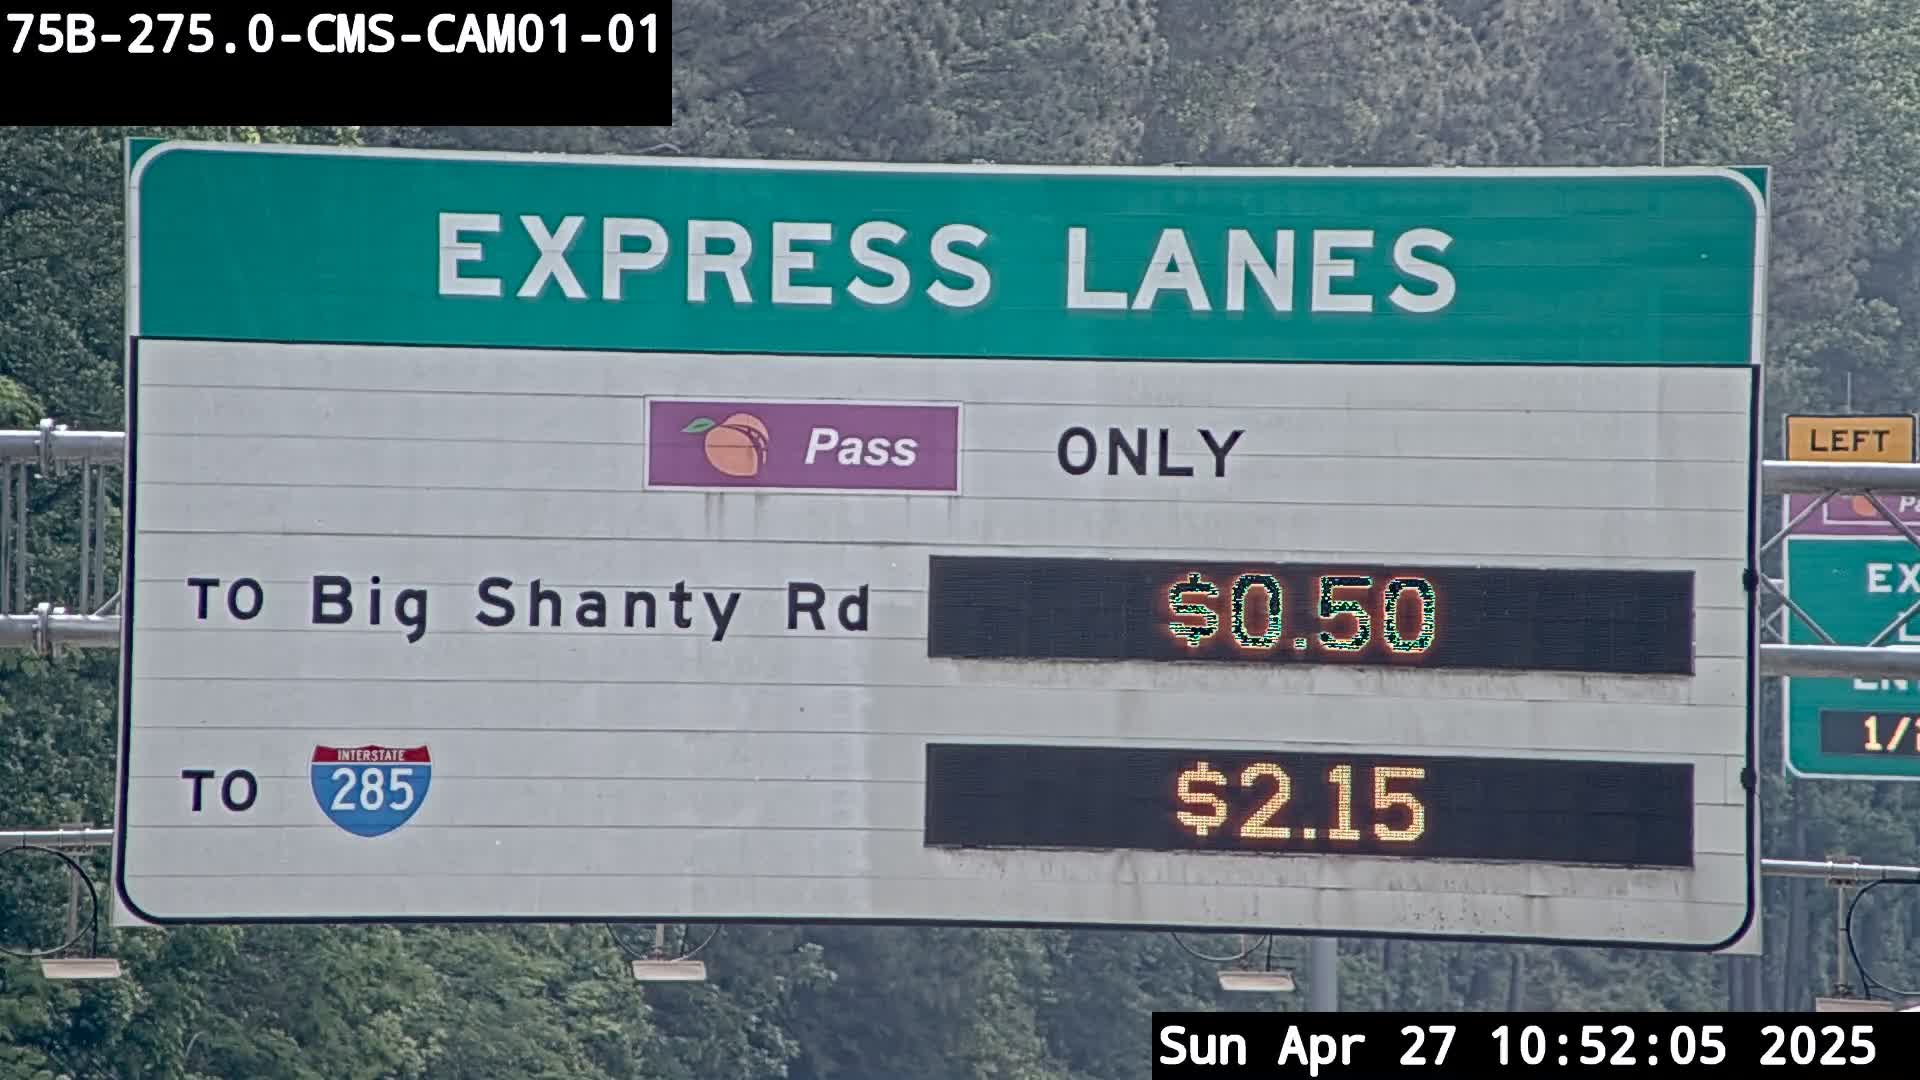 75B-275.0-CMS-CAM01-01
EXPRESS LANES
Pass ONLY
TO Big Shanty Rd $0.50
TO INTERSTATE 285 $2.15
LEFT
Sun Apr 27 10:52:05 2025